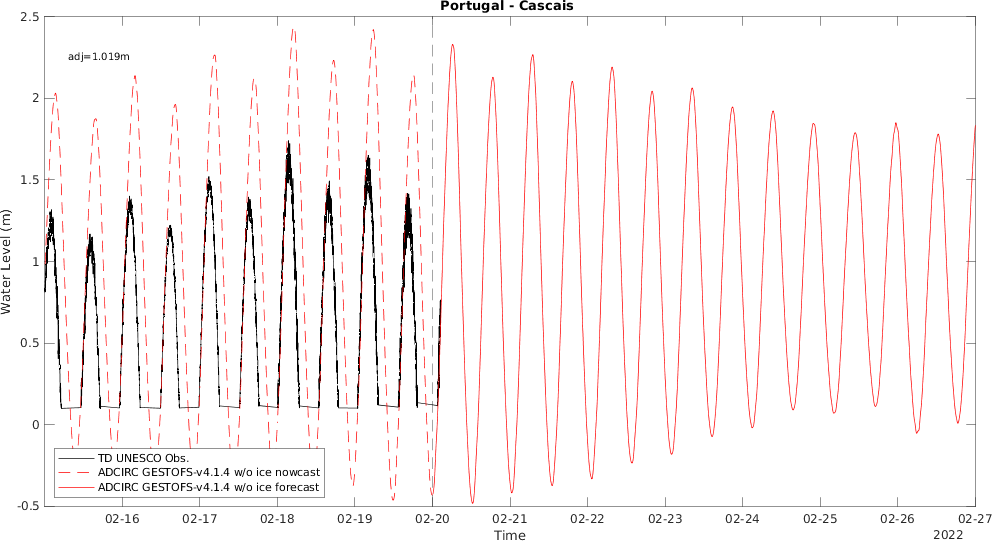 Portugal - Cascais
adj=1.019m
2.5
2
1.5
1
0.5
0
-0.5
Water Level (m)
TD UNESCO Obs.
ADCIRC GESTOFS-v4.1.4 w/o ice nowcast
ADCIRC GESTOFS-v4.1.4 w/o ice forecast
02-16 02-17 02-18 02-19 02-20 02-21 02-22 02-23 02-24 02-25 02-26 02-27
Time
2022